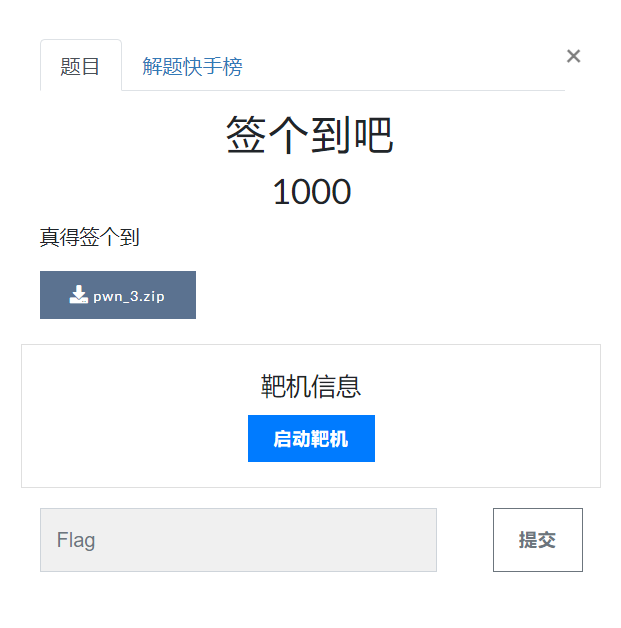 题目 解题快手榜 ×
签个到吧
1000
真得签个到
pwn_3.zip
靶机信息
启动靶机
Flag 提交